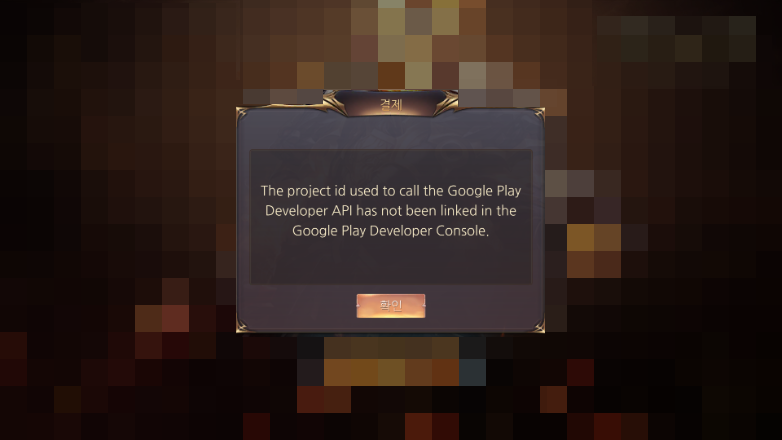 결제
The project id used to call the Google Play
Developer API has not been linked in the
Google Play Developer Console.
확인